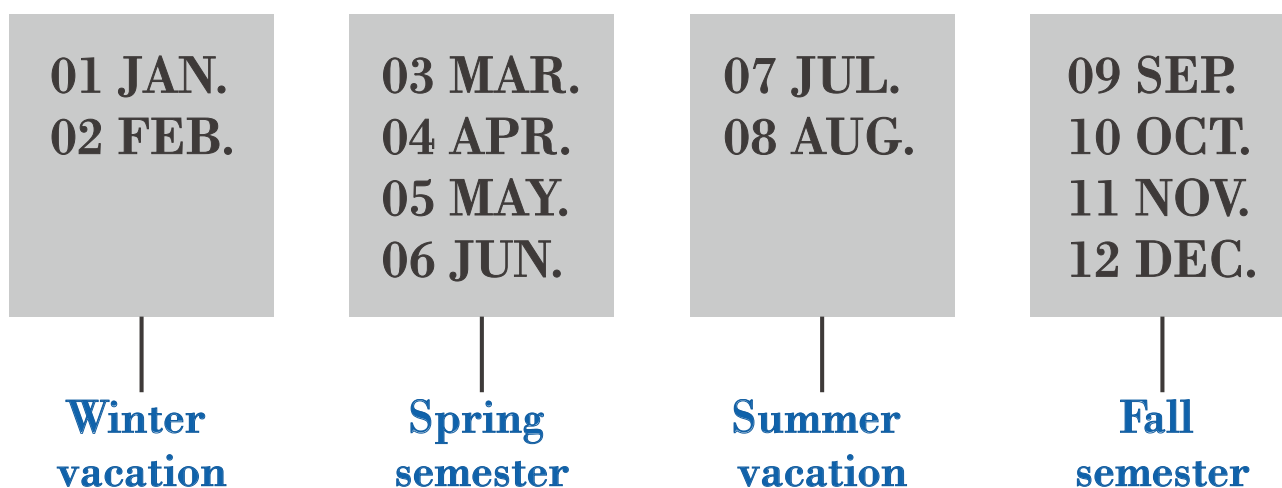 01 JAN.
02 FEB.
Winter
vacation
03 MAR.
04 APR.
05 MAY.
06 JUN.
Spring
semester
07 JUL.
08 AUG.
Summer
vacation
09 SEP.
10 OCT.
11 NOV.
12 DEC.
Fall
semester